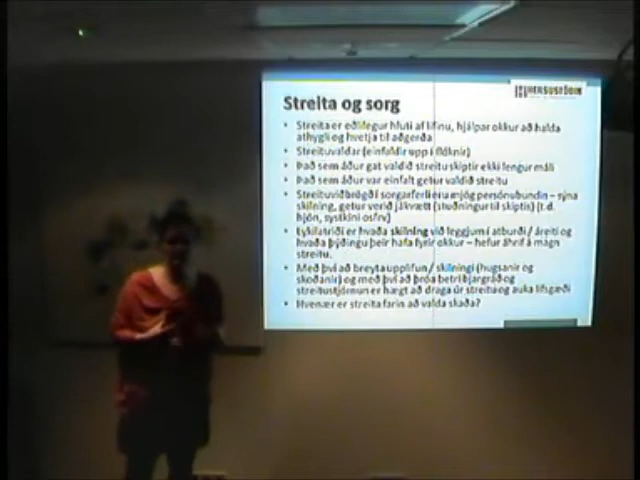 HEILSUSTÖÐIN
Streita og sorg
• Streita er eðlilegur hluti af lífinu, hjálpar okkur að halda
athygli og hvetja til aðgerða
• Streituvaldar (einfaldir upp í flóknir)
• Það sem áður gat valdið streitu skiptir ekki lengur máli
• Það sem áður var einfalt getur valdið streitu
• Streituviðbrögð í sorgarferli eru mjög persónubundin – sýna
skilning, getur verið jákvætt (stuðningur til skiptis) (t.d.
hjón, systkini osfrv)
• Lykilatriði er hvaða skilning við leggjum í atburði / áreiti og
hvaða þýðingu þeir hafa fyrir okkur – hefur áhrif á magn
streitu.
• Með því að breyta upplifun / skilningi (hugsanir og
skoðanir) og með því að þróa betri bjargráð og
streitustjórnun er hægt að draga úr streitu og auka lífsgæði
• Hvenær er streita farin að valda skaða?